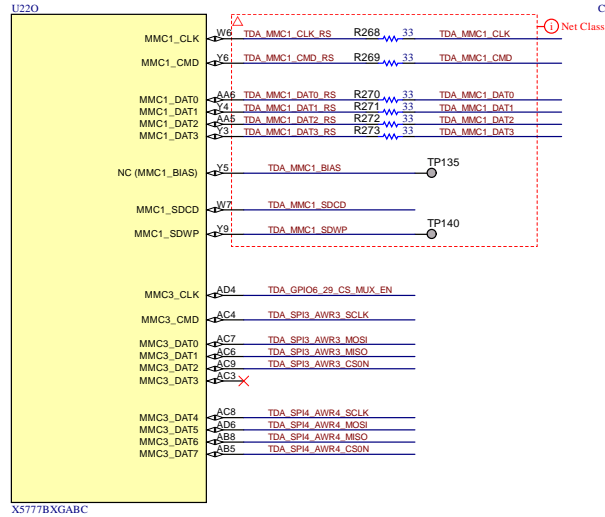 U22O
C
MMC1_CLK W6 TDA_MMC1_CLK_RS R268 33 TDA_MMC1_CLK
i Net Class
MMC1_CMD Y6 TDA_MMC1_CMD_RS R269 33 TDA_MMC1_CMD
MMC1_DAT0 AA6 TDA_MMC1_DAT0_RS R270 33 TDA_MMC1_DAT0
MMC1_DAT1 Y4 TDA_MMC1_DAT1_RS R271 33 TDA_MMC1_DAT1
MMC1_DAT2 AA5 TDA_MMC1_DAT2_RS R272 33 TDA_MMC1_DAT2
MMC1_DAT3 Y3 TDA_MMC1_DAT3_RS R273 33 TDA_MMC1_DAT3
NC (MMC1_BIAS) Y5 TDA_MMC1_BIAS TP135
MMC1_SDCD W7 TDA_MMC1_SDCD
MMC1_SDWP Y9 TDA_MMC1_SDWP TP140
MMC3_CLK AD4 TDA_GPIO6_29_CS_MUX_EN
MMC3_CMD AC4 TDA_SPI3_AWR3_SCLK
MMC3_DAT0 AC7 TDA_SPI3_AWR3_MOSI
MMC3_DAT1 AC6 TDA_SPI3_AWR3_MISO
MMC3_DAT2 AC9 TDA_SPI3_AWR3_CS0N
MMC3_DAT3 AC3
MMC3_DAT4 AC8 TDA_SPI4_AWR4_SCLK
MMC3_DAT5 AD6 TDA_SPI4_AWR4_MOSI
MMC3_DAT6 AB8 TDA_SPI4_AWR4_MISO
MMC3_DAT7 AB5 TDA_SPI4_AWR4_CS0N
X5777BXGABC